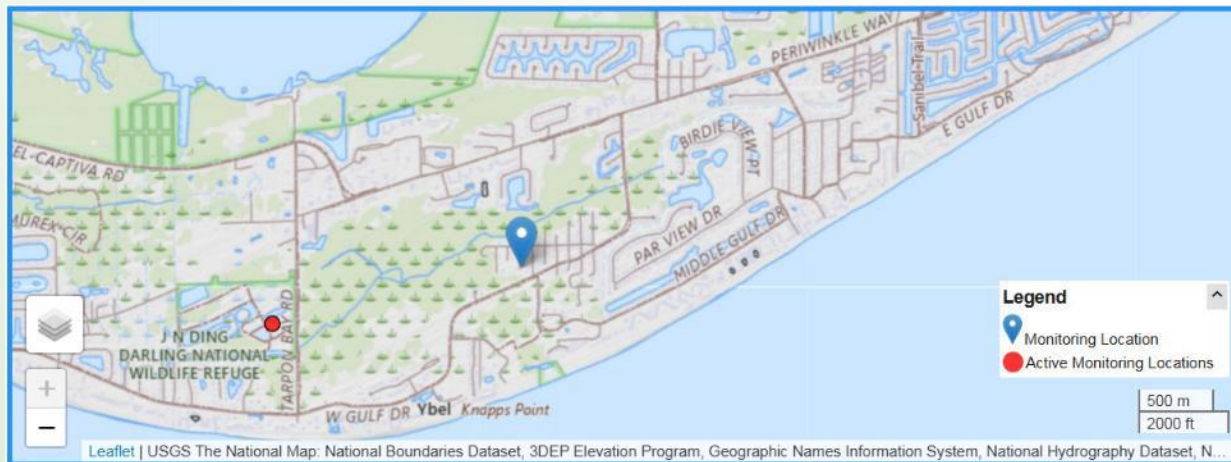 PERIWINKLE WAY
Sanibel-Trail
E GULF DR
BIRDIE VIEW PT
EL-CAPTIVA RD
MUREX CIR
PAR VIEW DR
MIDDLE GULF DR
TARPON BAY RD
J N DING
DARLING NATIONAL
WILDLIFE REFUGE
W GULF DR
Ybel
Knapps Point
+
−
Legend
Monitoring Location
Active Monitoring Locations
500 m
2000 ft
Leaflet | USGS The National Map: National Boundaries Dataset, 3DEP Elevation Program, Geographic Names Information System, National Hydrography Dataset, N...